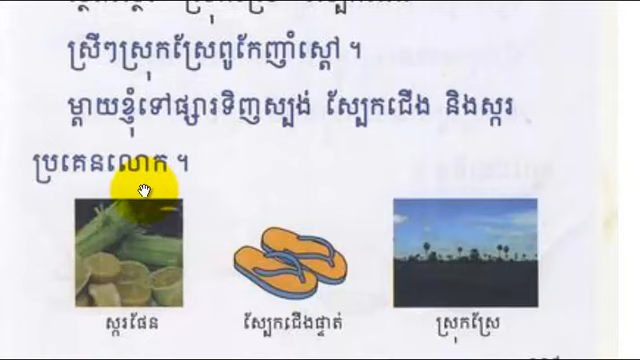 ស្រីៗស្រុកស្រែពូកែញ៉ាំស្ដៅ ។
ម្ដាយខ្ញុំទៅផ្សារទិញស្បង់ ស្បែកជើង និងស្ករ
ប្រគេនលោក ។
ស្ករផែន
ស្បែកជើងផ្ទាត់
ស្រុកស្រែ